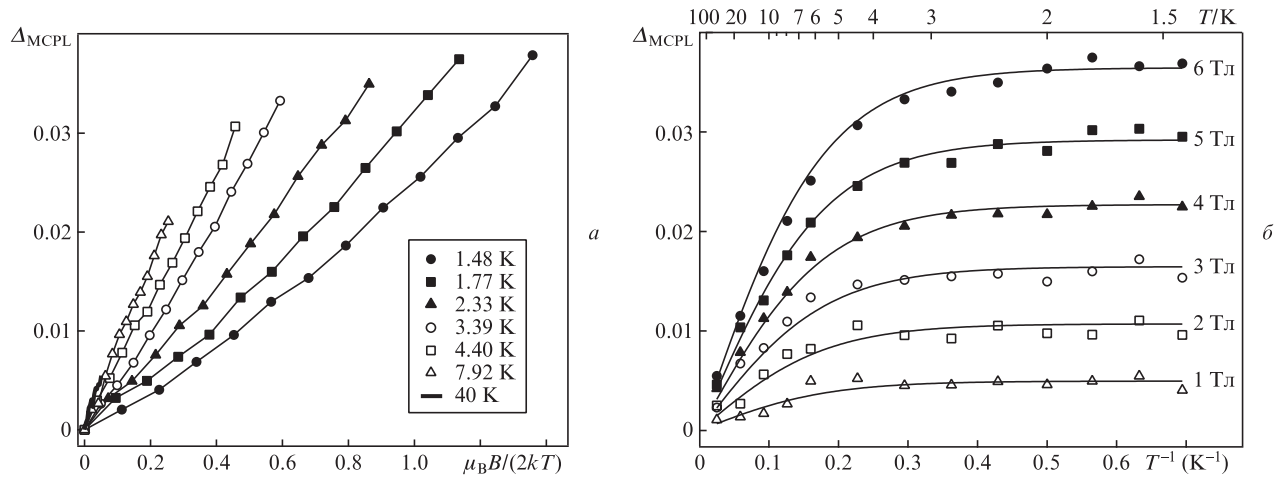 Δ_MCPL
0.03
0.02
0.01
0
0 0.2 0.4 0.6 0.8 1.0 μ_B B/(2kT)
1.48 K
1.77 K
2.33 K
3.39 K
4.40 K
7.92 K
40 K
а
100 20 10 7 6 5 4 3 2 1.5 T/K
Δ_MCPL
0.03
0.02
0.01
0
0 0.1 0.2 0.3 0.4 0.5 0.6 T⁻¹ (K⁻¹)
6 Тл
5 Тл
4 Тл
3 Тл
2 Тл
1 Тл
б